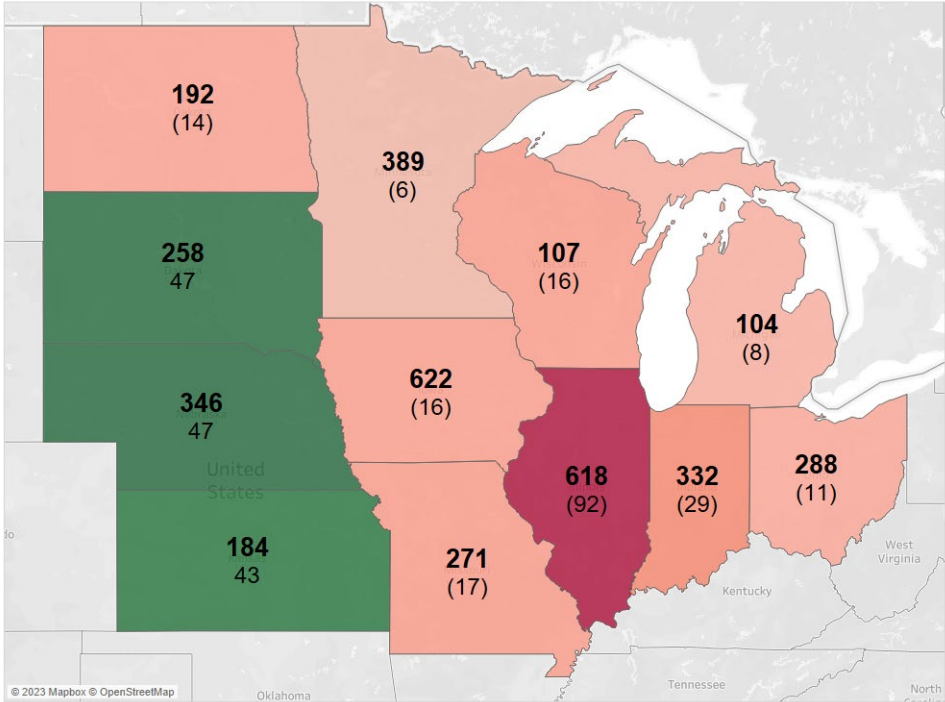 192
(14)
389
(6)
258
47
107
(16)
104
(8)
622
(16)
346
47
United
States
618
(92)
332
(29)
288
(11)
184
43
271
(17)
West
Virginia
Kentucky
Tennessee
North
Oklahoma
do
© 2023 Mapbox © OpenStreetMap